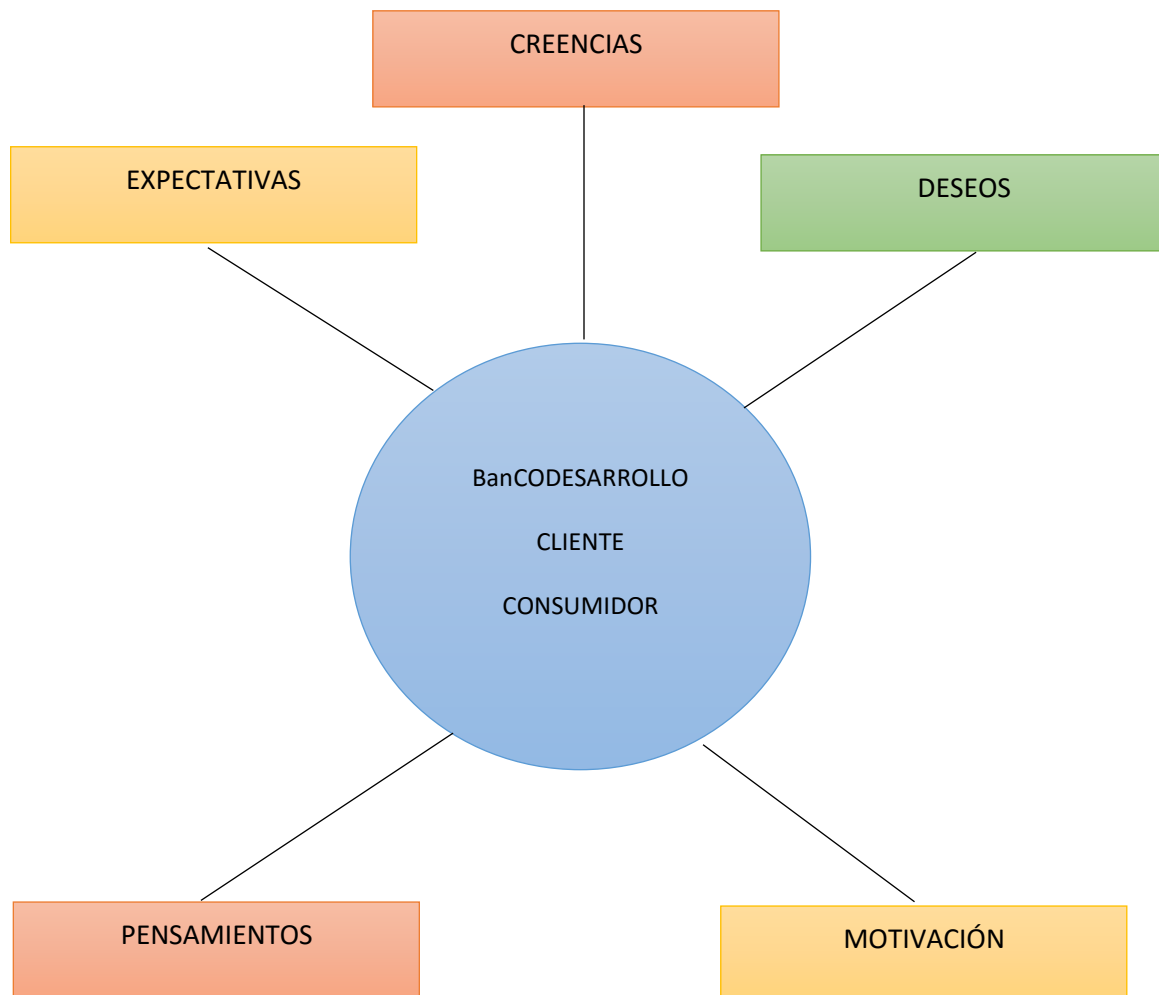 CREENCIAS
EXPECTATIVAS
DESEOS
BanCODESARROLLO
CLIENTE
CONSUMIDOR
PENSAMIENTOS
MOTIVACIÓN